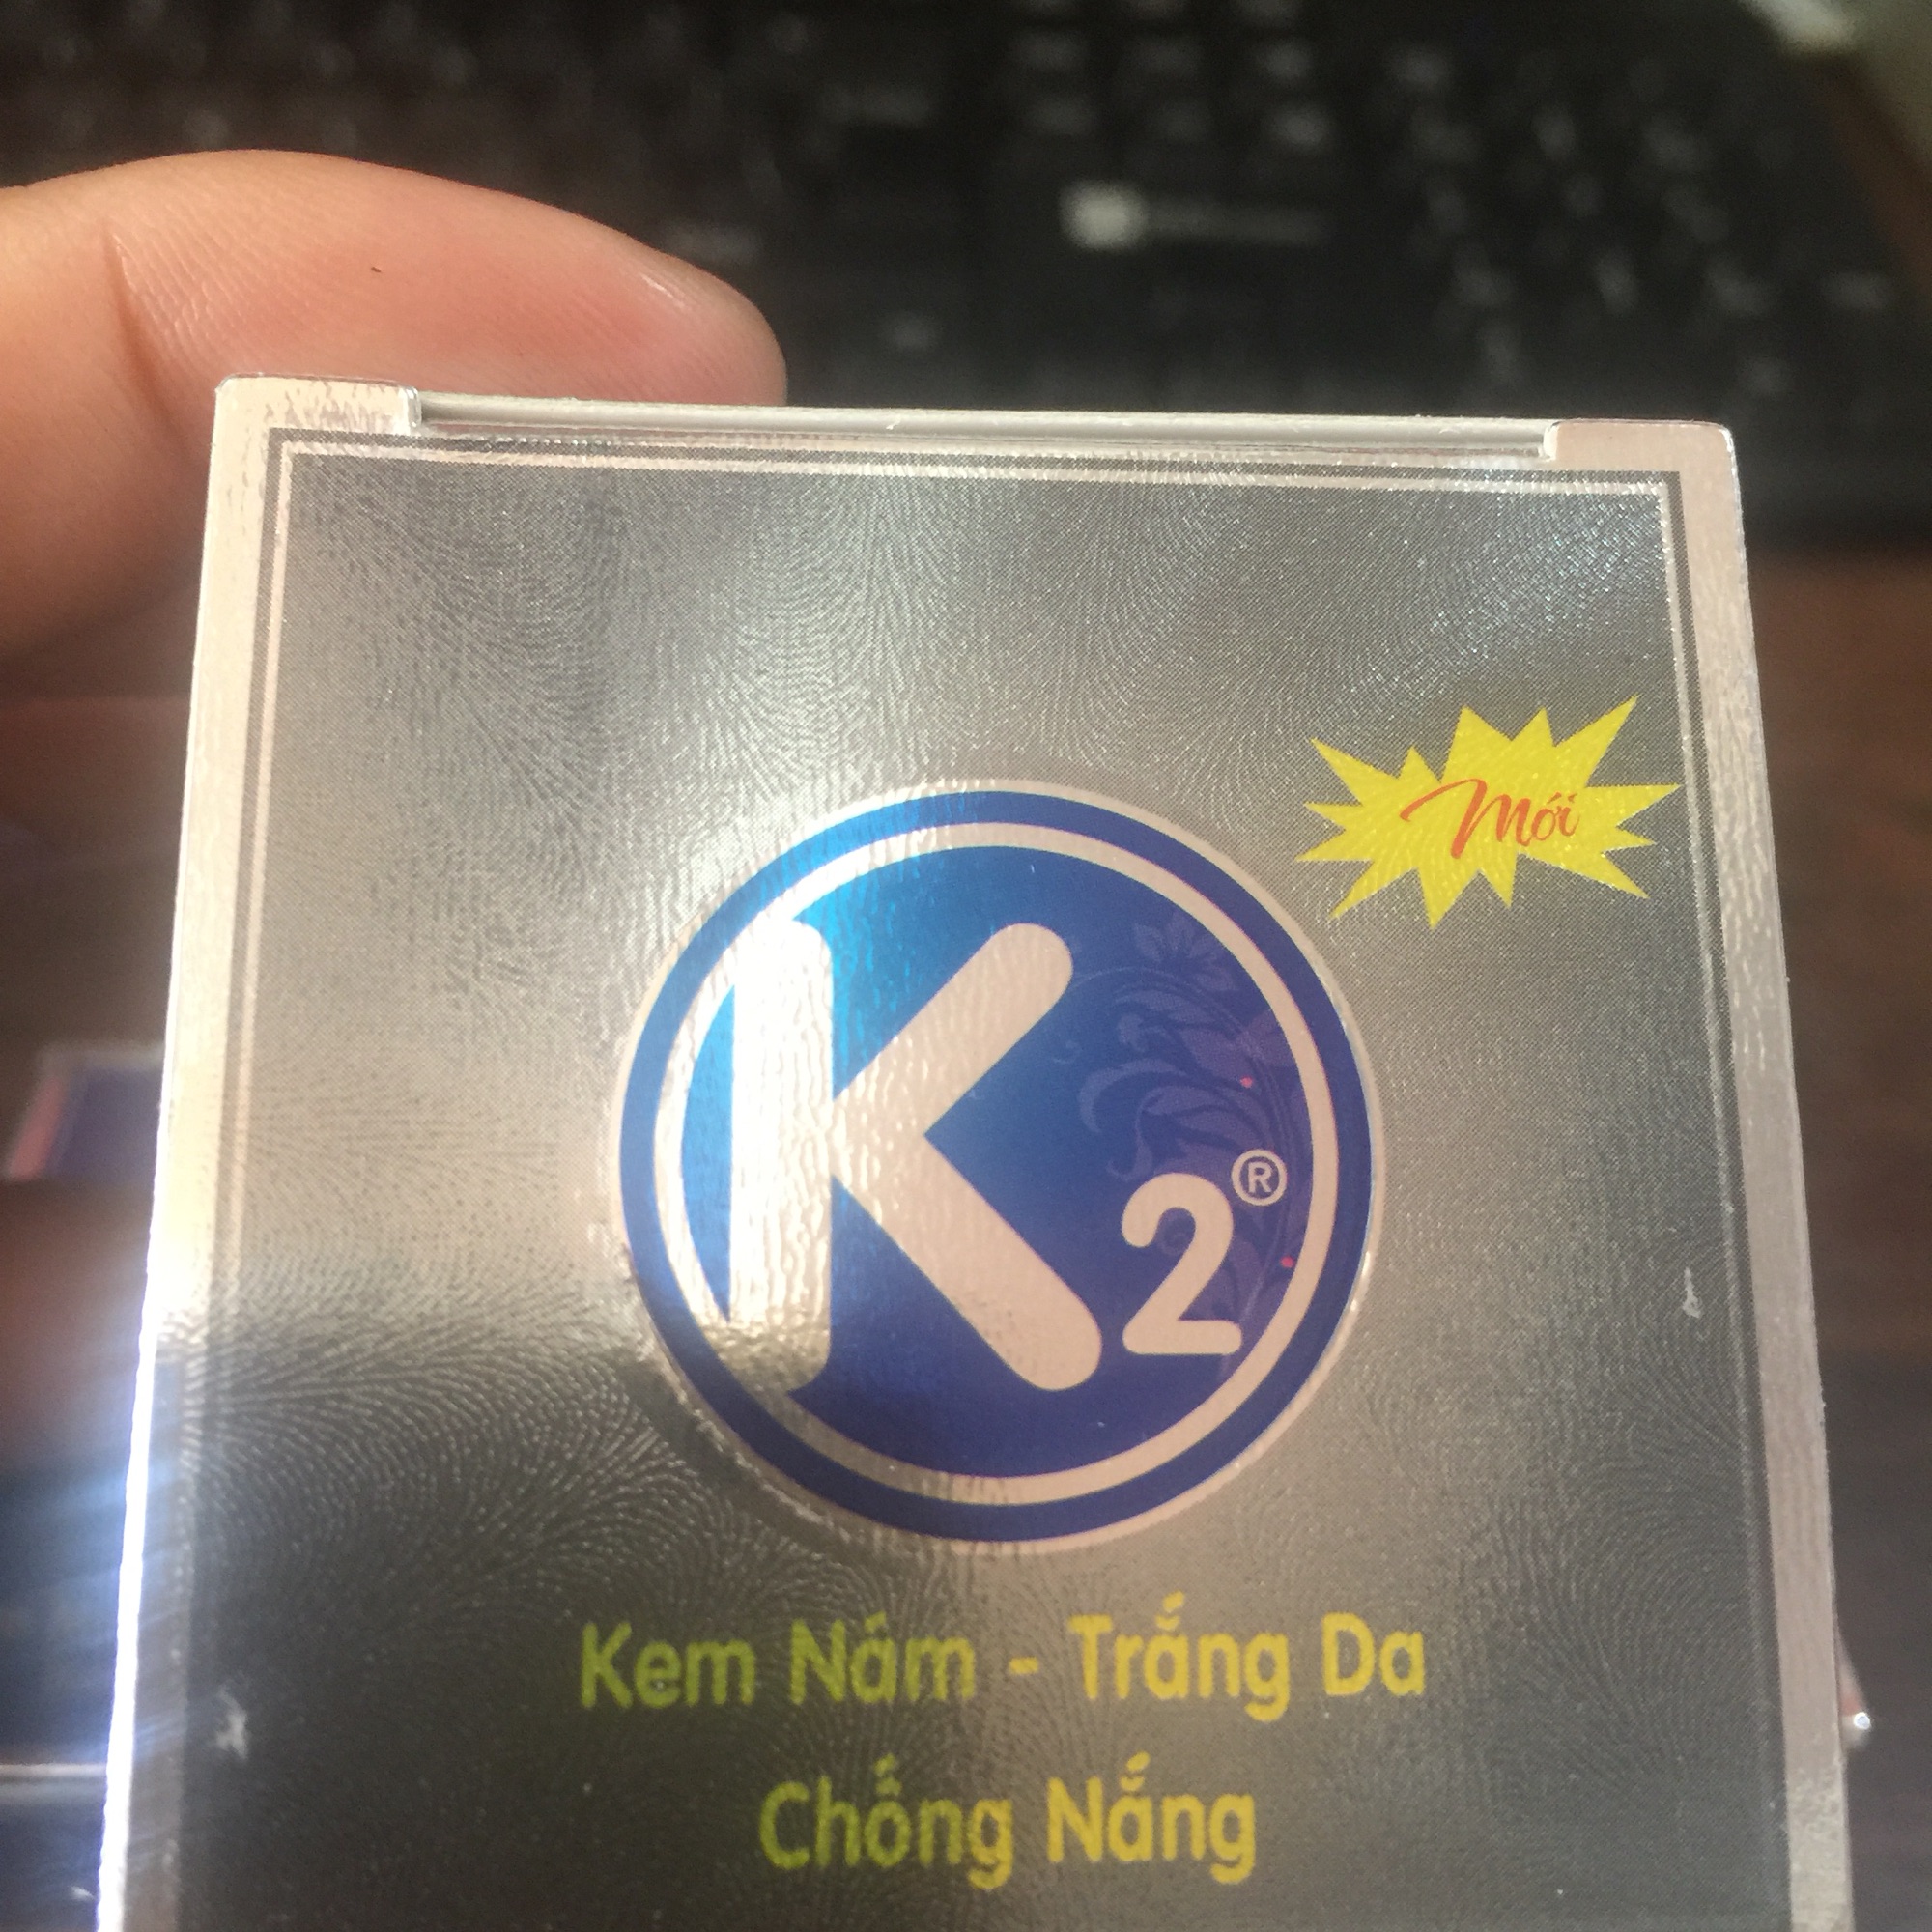 Mới
K2®
Kem Nám - Trắng Da
Chống Nắng